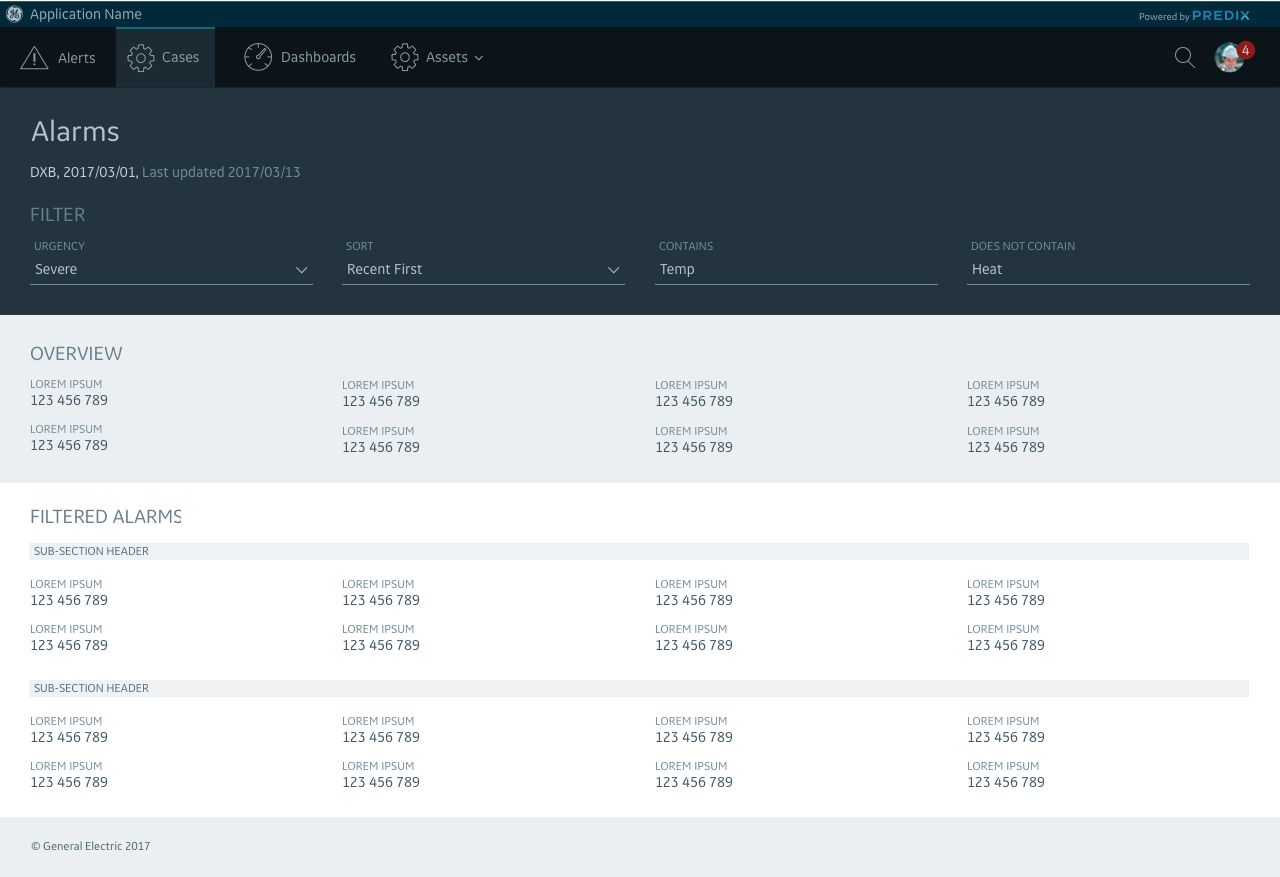 Application Name
Powered by PREDIX
Alerts
Cases
Dashboards
Assets
4
Alarms
DXB, 2017/03/01, Last updated 2017/03/13
FILTER
URGENCY SORT CONTAINS DOES NOT CONTAIN
Severe Recent First Temp Heat
OVERVIEW
LOREM IPSUM LOREM IPSUM LOREM IPSUM LOREM IPSUM
123 456 789 123 456 789 123 456 789 123 456 789
LOREM IPSUM LOREM IPSUM LOREM IPSUM LOREM IPSUM
123 456 789 123 456 789 123 456 789 123 456 789
FILTERED ALARMS
SUB-SECTION HEADER
LOREM IPSUM LOREM IPSUM LOREM IPSUM LOREM IPSUM
123 456 789 123 456 789 123 456 789 123 456 789
LOREM IPSUM LOREM IPSUM LOREM IPSUM LOREM IPSUM
123 456 789 123 456 789 123 456 789 123 456 789
SUB-SECTION HEADER
LOREM IPSUM LOREM IPSUM LOREM IPSUM LOREM IPSUM
123 456 789 123 456 789 123 456 789 123 456 789
LOREM IPSUM LOREM IPSUM LOREM IPSUM LOREM IPSUM
123 456 789 123 456 789 123 456 789 123 456 789
© General Electric 2017